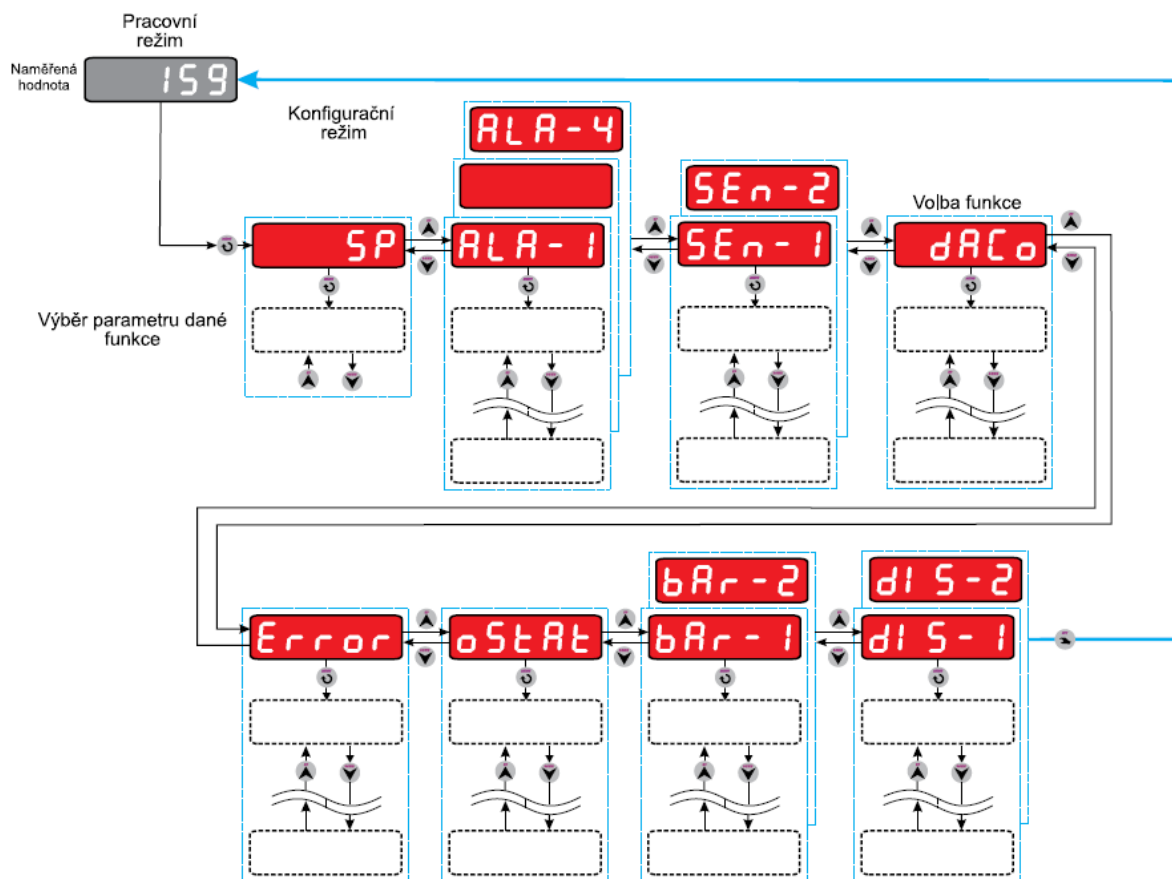 Pracovní
režim
Naměřená
hodnota
159
Konfigurační
režim
ALA-4
SEn-2
Volba funkce
SP
ALA-1
SEn-1
dACo
Výběr parametru dané
funkce
bAr-2
dIS-2
Error
oStAt
bAr-1
dIS-1